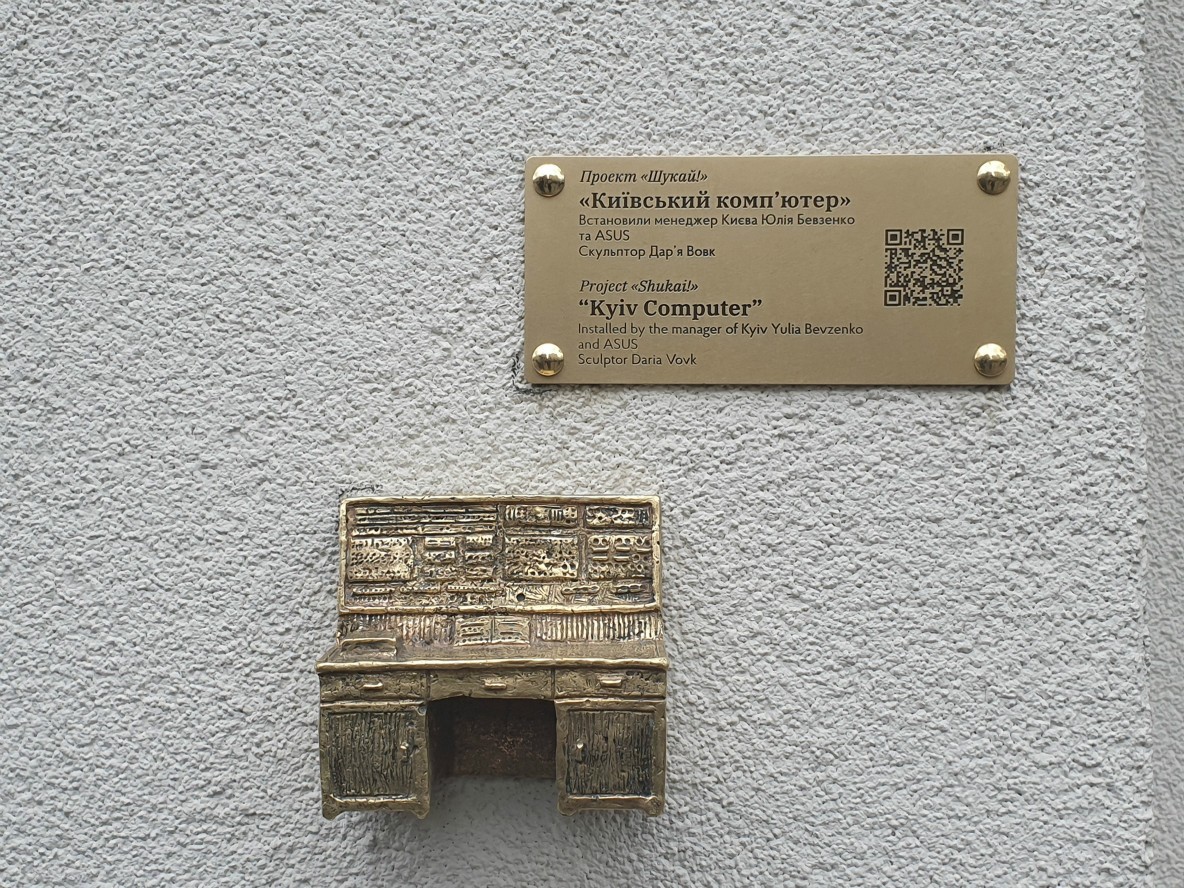 Проект «Шукай!»
«Київський комп'ютер»
Встановили менеджер Києва Юлія Бевзенко
та ASUS
Скульптор Дар'я Вовк
Project «Shukai!»
“Kyiv Computer”
Installed by the manager of Kyiv Yulia Bevzenko
and ASUS
Sculptor Daria Vovk